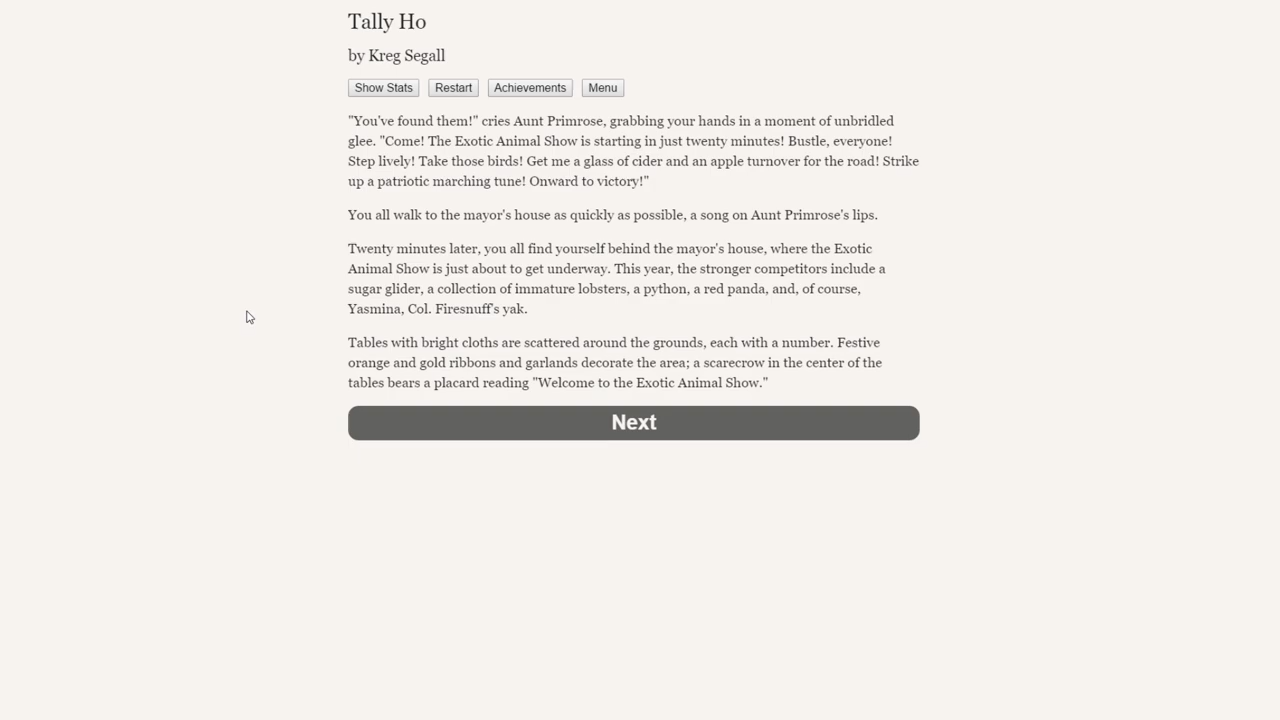 Tally Ho
by Kreg Segall
Show Stats Restart Achievements Menu
"You've found them!" cries Aunt Primrose, grabbing your hands in a moment of unbridled
glee. "Come! The Exotic Animal Show is starting in just twenty minutes! Bustle, everyone!
Step lively! Take those birds! Get me a glass of cider and an apple turnover for the road! Strike
up a patriotic marching tune! Onward to victory!"
You all walk to the mayor's house as quickly as possible, a song on Aunt Primrose's lips.
Twenty minutes later, you all find yourself behind the mayor's house, where the Exotic
Animal Show is just about to get underway. This year, the stronger competitors include a
sugar glider, a collection of immature lobsters, a python, a red panda, and, of course,
Yasmina, Col. Firesnuff's yak.
Tables with bright cloths are scattered around the grounds, each with a number. Festive
orange and gold ribbons and garlands decorate the area; a scarecrow in the center of the
tables bears a placard reading "Welcome to the Exotic Animal Show."
Next